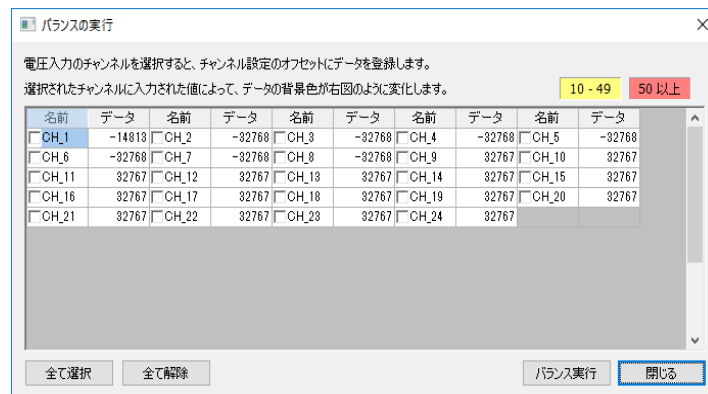 バランスの実行
電圧入力のチャンネルを選択すると、チャンネル設定のオフセットにデータを登録します。
選択されたチャンネルに入力された値によって、データの背景色が右図のように変化します。 10 - 49 50 以上
名前 データ 名前 データ 名前 データ 名前 データ 名前 データ
CH_1 -14813 CH_2 -32768 CH_3 -32768 CH_4 -32768 CH_5 -32768
CH_6 -32768 CH_7 -32768 CH_8 -32768 CH_9 32767 CH_10 32767
CH_11 32767 CH_12 32767 CH_13 32767 CH_14 32767 CH_15 32767
CH_16 32767 CH_17 32767 CH_18 32767 CH_19 32767 CH_20 32767
CH_21 32767 CH_22 32767 CH_23 32767 CH_24 32767
全て選択 全て解除 バランス実行 閉じる